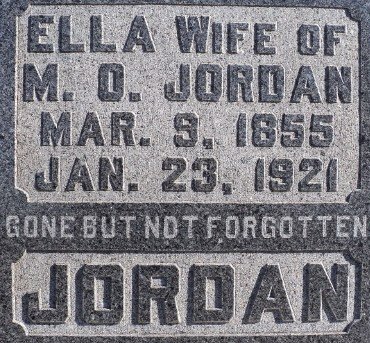 ELLA WIFE OF
M. O. JORDAN
MAR. 9, 1855
JAN. 23, 1921
GONE BUT NOT FORGOTTEN
JORDAN